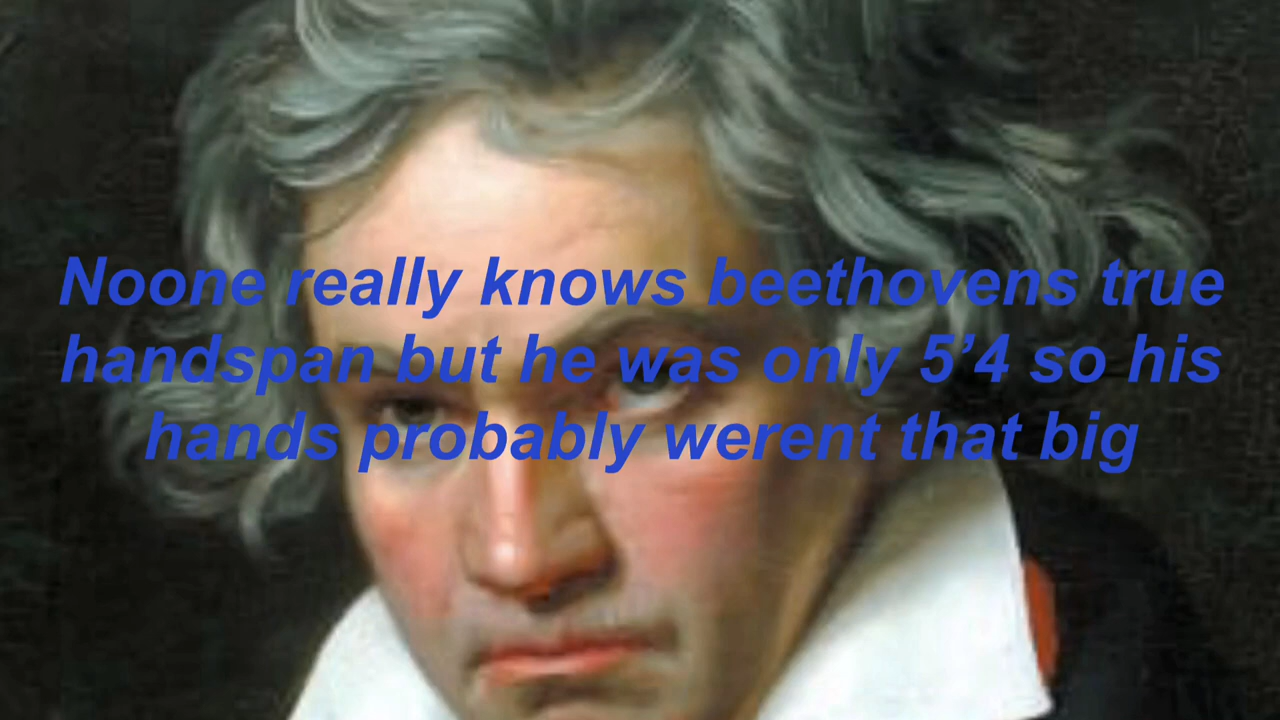 Noone really knows beethovens true
handspan but he was only 5’4 so his
hands probably werent that big